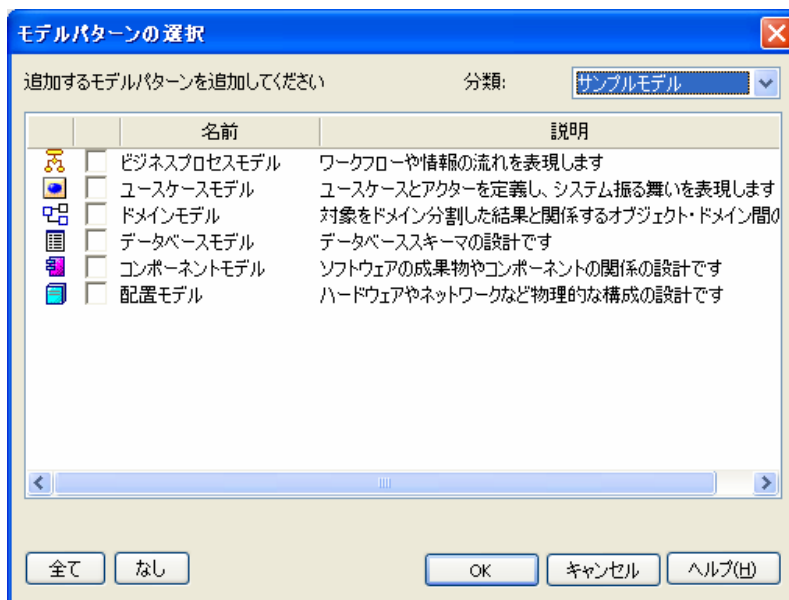 モデルパターンの選択
追加するモデルパターンを追加してください 分類: サンプルモデル
名前 説明
ビジネスプロセスモデル ワークフローや情報の流れを表現します
ユースケースモデル ユースケースとアクターを定義し、システム振る舞いを表現します
ドメインモデル 対象をドメイン分割した結果と関係するオブジェクト・ドメイン間の
データベースモデル データベーススキーマの設計です
コンポーネントモデル ソフトウェアの成果物やコンポーネントの関係の設計です
配置モデル ハードウェアやネットワークなど物理的な構成の設計です
全て なし OK キャンセル ヘルプ(H)